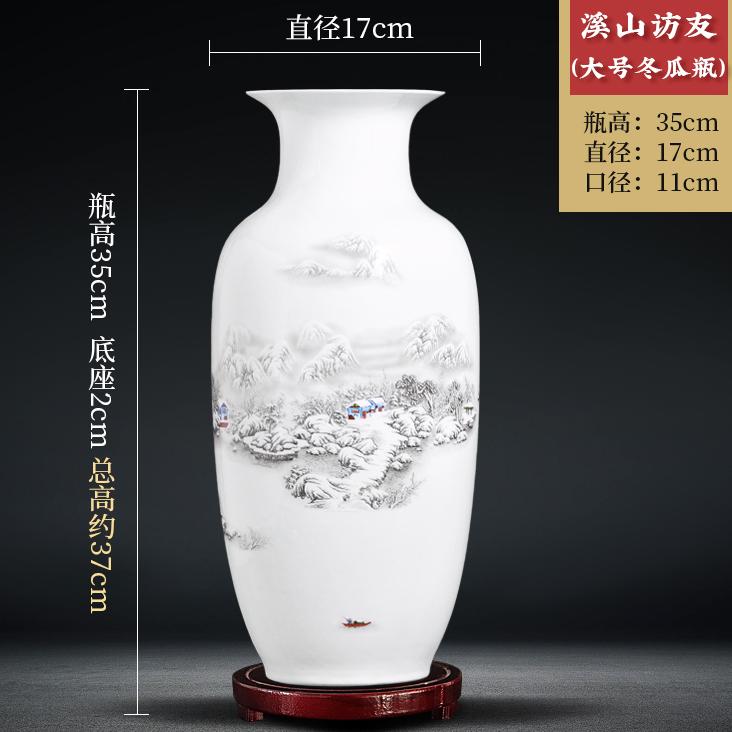 直径17cm
溪山访友
(大号冬瓜瓶)
瓶高：35cm
直径：17cm
口径：11cm
瓶高35cm 底座2cm 总高约37cm